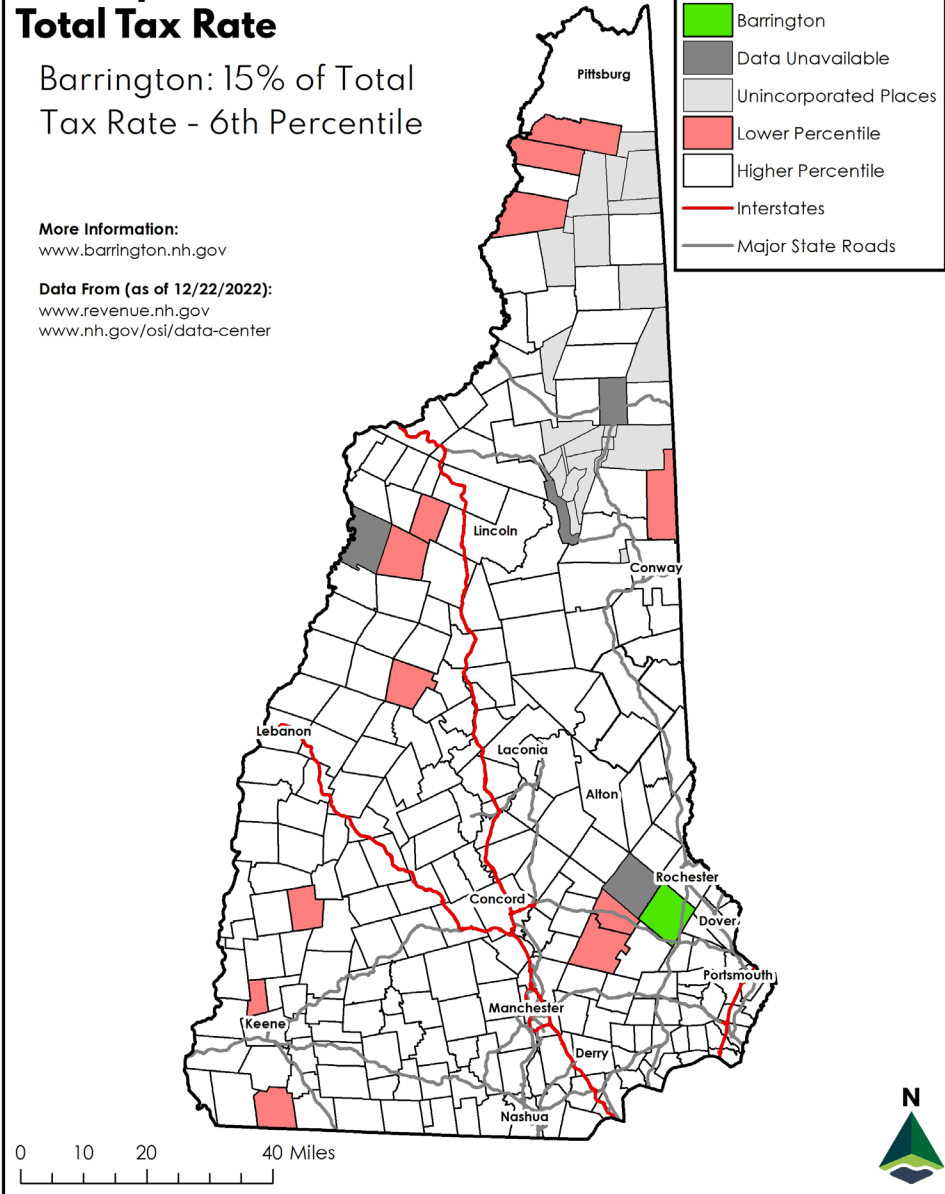 Total Tax Rate
Barrington: 15% of Total
Tax Rate - 6th Percentile
More Information:
www.barrington.nh.gov
Data From (as of 12/22/2022):
www.revenue.nh.gov
www.nh.gov/osi/data-center
Barrington
Data Unavailable
Unincorporated Places
Lower Percentile
Higher Percentile
Interstates
Major State Roads
Pittsburg
Lincoln
Conway
Lebanon
Laconia
Alton
Rochester
Concord
Dover
Portsmouth
Manchester
Keene
Derry
Nashua
0 10 20 40 Miles
N